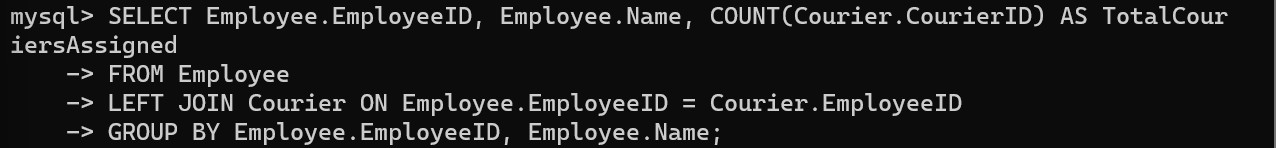 mysql> SELECT Employee.EmployeeID, Employee.Name, COUNT(Courier.CourierID) AS TotalCour
iersAssigned
    -> FROM Employee
    -> LEFT JOIN Courier ON Employee.EmployeeID = Courier.EmployeeID
    -> GROUP BY Employee.EmployeeID, Employee.Name;